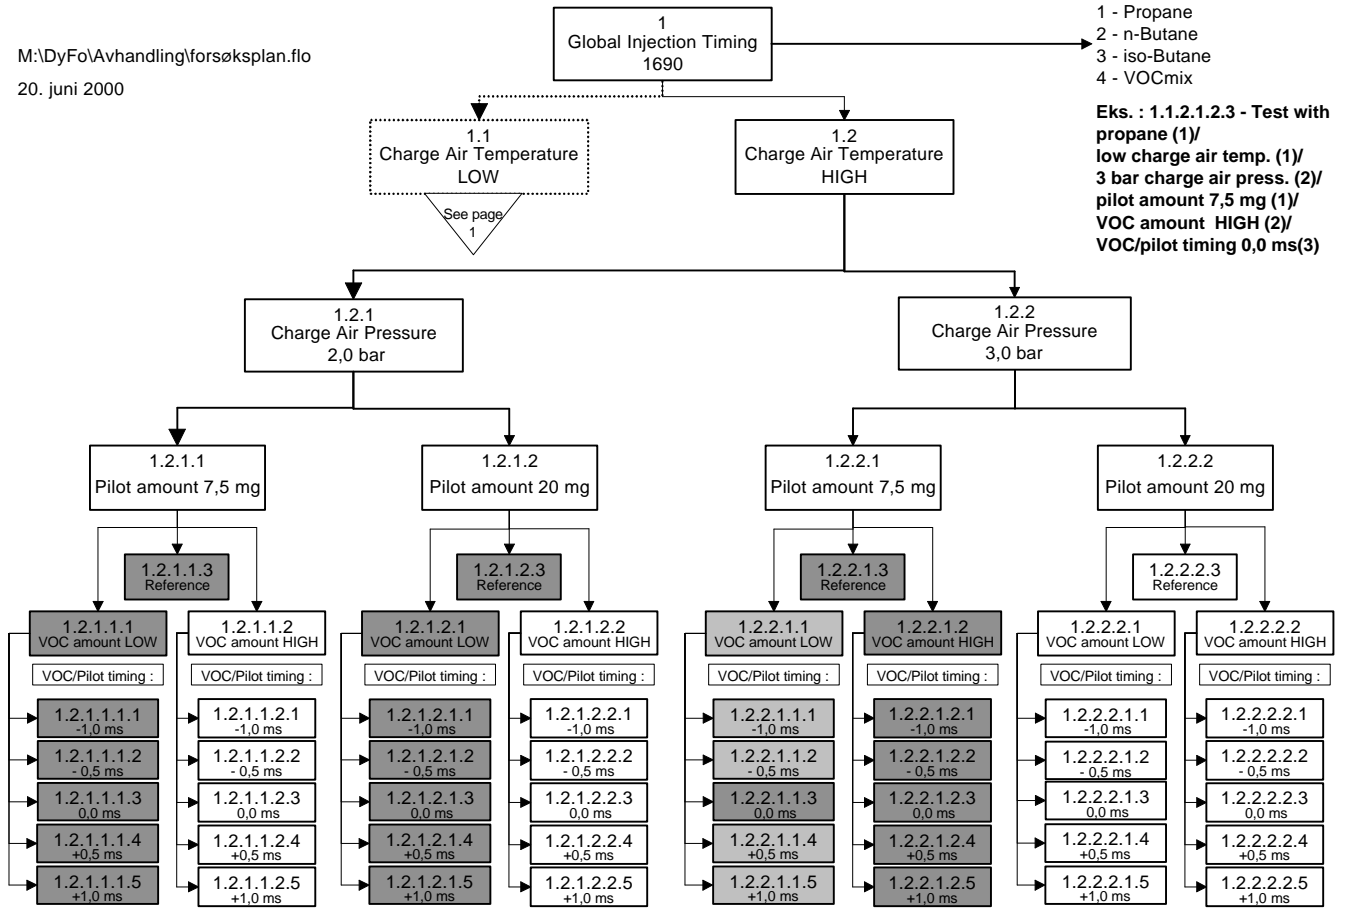 M:\DyFo\Avhandling\forsøksplan.flo
20. juni 2000
1
Global Injection Timing
1690
1 - Propane
2 - n-Butane
3 - iso-Butane
4 - VOCmix
Eks. : 1.1.2.1.2.3 - Test with
propane (1)/
low charge air temp. (1)/
3 bar charge air press. (2)/
pilot amount 7,5 mg (1)/
VOC amount HIGH (2)/
VOC/pilot timing 0,0 ms(3)
1.1
Charge Air Temperature
LOW
See page
1
1.2
Charge Air Temperature
HIGH
1.2.1
Charge Air Pressure
2,0 bar
1.2.2
Charge Air Pressure
3,0 bar
1.2.1.1
Pilot amount 7,5 mg
1.2.1.2
Pilot amount 20 mg
1.2.2.1
Pilot amount 7,5 mg
1.2.2.2
Pilot amount 20 mg
1.2.1.1.3
Reference
1.2.1.2.3
Reference
1.2.2.1.3
Reference
1.2.2.2.3
Reference
1.2.1.1.1
VOC amount LOW
VOC/Pilot timing :
1.2.1.1.1.1
-1,0 ms
1.2.1.1.1.2
- 0,5 ms
1.2.1.1.1.3
0,0 ms
1.2.1.1.1.4
+0,5 ms
1.2.1.1.1.5
+1,0 ms
1.2.1.1.2
VOC amount HIGH
VOC/Pilot timing :
1.2.1.1.2.1
-1,0 ms
1.2.1.1.2.2
- 0,5 ms
1.2.1.1.2.3
0,0 ms
1.2.1.1.2.4
+0,5 ms
1.2.1.1.2.5
+1,0 ms
1.2.1.2.1
VOC amount LOW
VOC/Pilot timing :
1.2.1.2.1.1
-1,0 ms
1.2.1.2.1.2
- 0,5 ms
1.2.1.2.1.3
0,0 ms
1.2.1.2.1.4
+0,5 ms
1.2.1.2.1.5
+1,0 ms
1.2.1.2.2
VOC amount HIGH
VOC/Pilot timing :
1.2.1.2.2.1
-1,0 ms
1.2.1.2.2.2
- 0,5 ms
1.2.1.2.2.3
0,0 ms
1.2.1.2.2.4
+0,5 ms
1.2.1.2.2.5
+1,0 ms
1.2.2.1.1
VOC amount LOW
VOC/Pilot timing :
1.2.2.1.1.1
-1,0 ms
1.2.2.1.1.2
- 0,5 ms
1.2.2.1.1.3
0,0 ms
1.2.2.1.1.4
+0,5 ms
1.2.2.1.1.5
+1,0 ms
1.2.2.1.2
VOC amount HIGH
VOC/Pilot timing :
1.2.2.1.2.1
-1,0 ms
1.2.2.1.2.2
- 0,5 ms
1.2.2.1.2.3
0,0 ms
1.2.2.1.2.4
+0,5 ms
1.2.2.1.2.5
+1,0 ms
1.2.2.2.1
VOC amount LOW
VOC/Pilot timing :
1.2.2.2.1.1
-1,0 ms
1.2.2.2.1.2
- 0,5 ms
1.2.2.2.1.3
0,0 ms
1.2.2.2.1.4
+0,5 ms
1.2.2.2.1.5
+1,0 ms
1.2.2.2.2
VOC amount HIGH
VOC/Pilot timing :
1.2.2.2.2.1
-1,0 ms
1.2.2.2.2.2
- 0,5 ms
1.2.2.2.2.3
0,0 ms
1.2.2.2.2.4
+0,5 ms
1.2.2.2.2.5
+1,0 ms